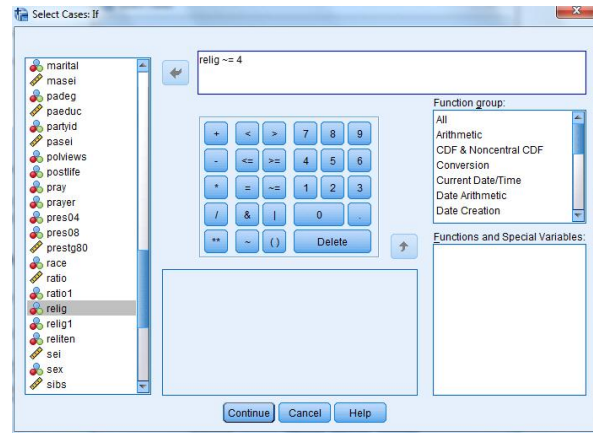 Select Cases: If
marital
masei
padeg
paeduc
partyid
pasei
polviews
postlife
pray
prayer
pres04
pres08
prestg80
race
ratio
ratio1
relig
relig1
reliten
sei
sex
sibs
relig ~= 4
+ < > 7 8 9
- <= >= 4 5 6
* = ~= 1 2 3
/ & | 0 .
** ~ ( ) Delete
Function group:
All
Arithmetic
CDF & Noncentral CDF
Conversion
Current Date/Time
Date Arithmetic
Date Creation
Functions and Special Variables:
Continue Cancel Help